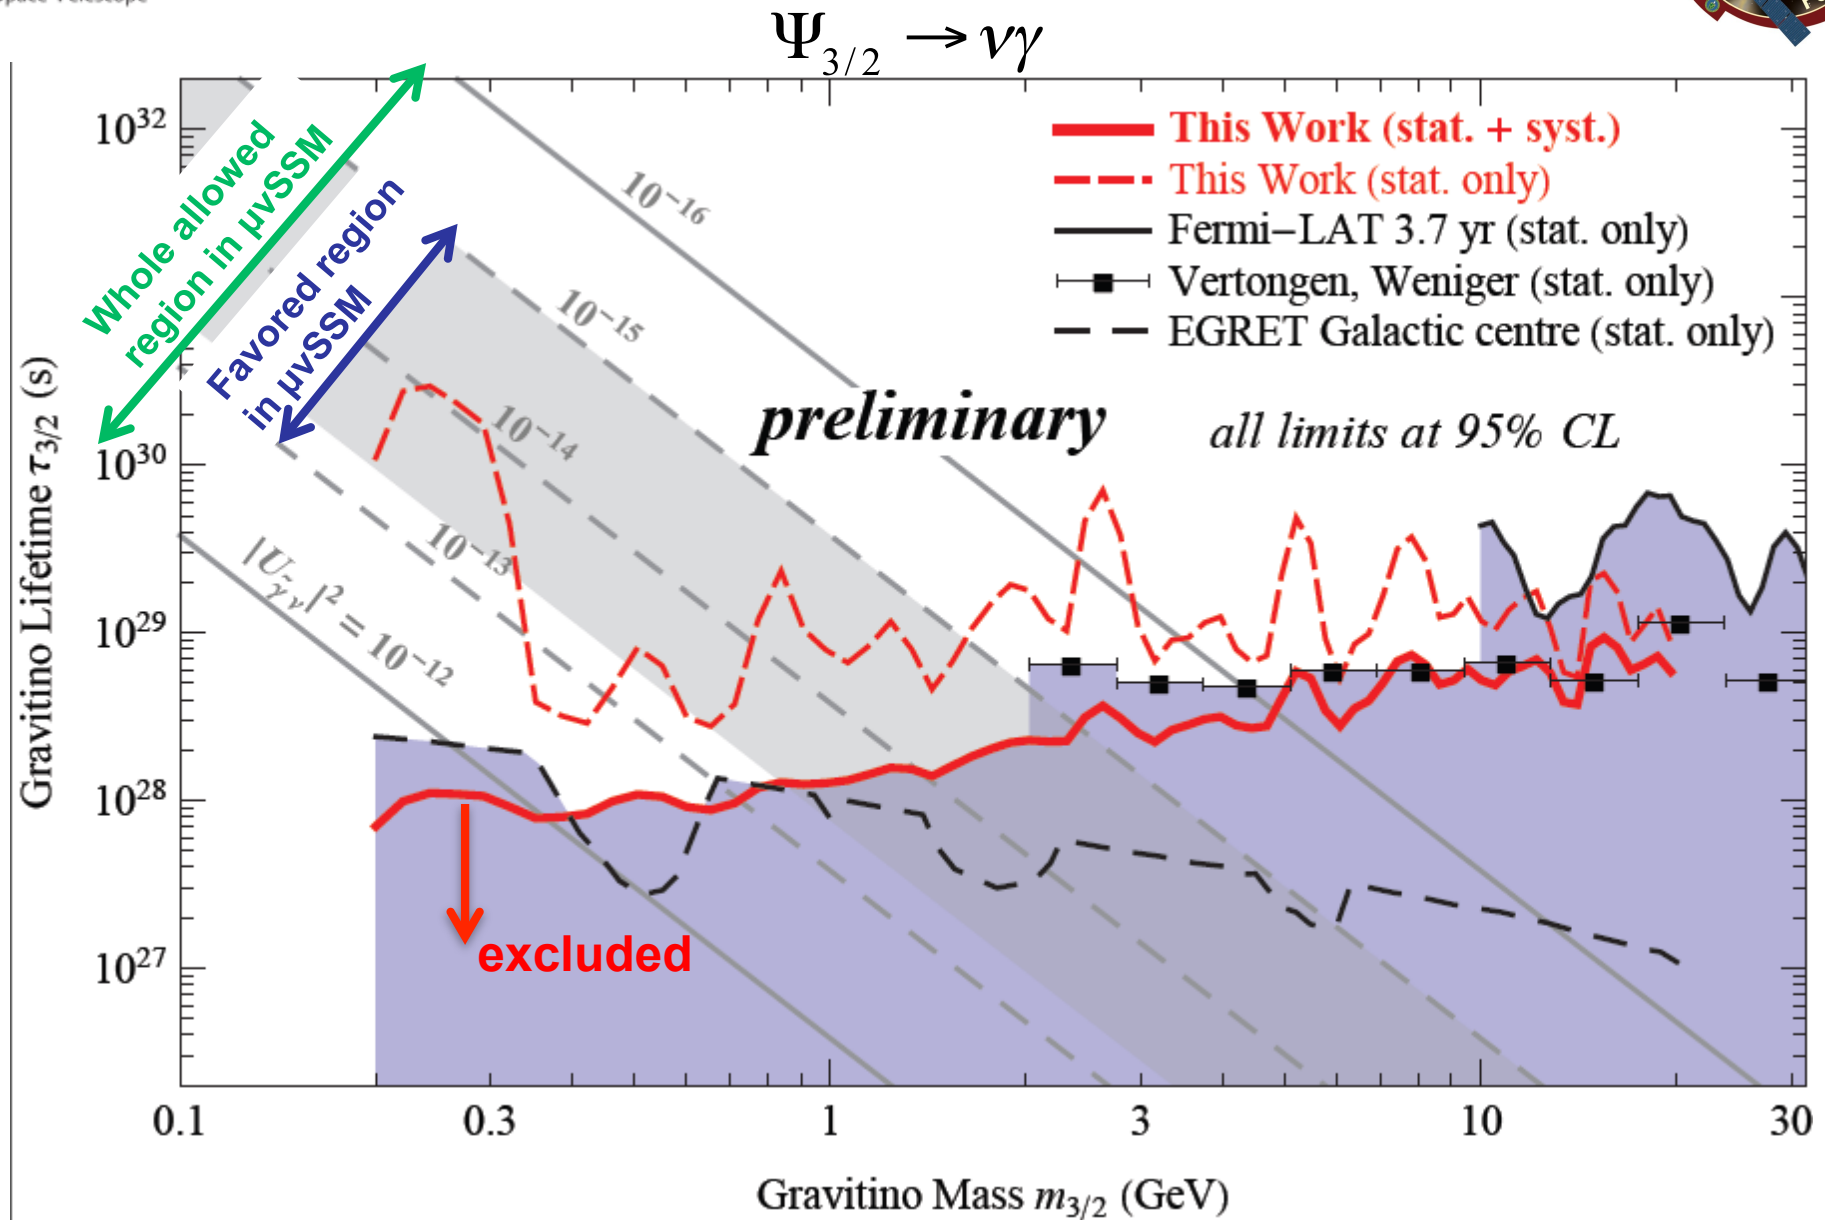 Space Telescope
Ψ3/2 → νγ
Whole allowed
region in μνSSM
Favored region
in μνSSM
This Work (stat. + syst.)
This Work (stat. only)
Fermi–LAT 3.7 yr (stat. only)
Vertongen, Weniger (stat. only)
EGRET Galactic centre (stat. only)
preliminary
all limits at 95% CL
10−16
10−15
10−14
10−13
|Uγ̃ν|2 = 10−12
excluded
Gravitino Lifetime τ3/2 (s)
1032
1030
1029
1028
1027
0.1 0.3 1 3 10 30
Gravitino Mass m3/2 (GeV)